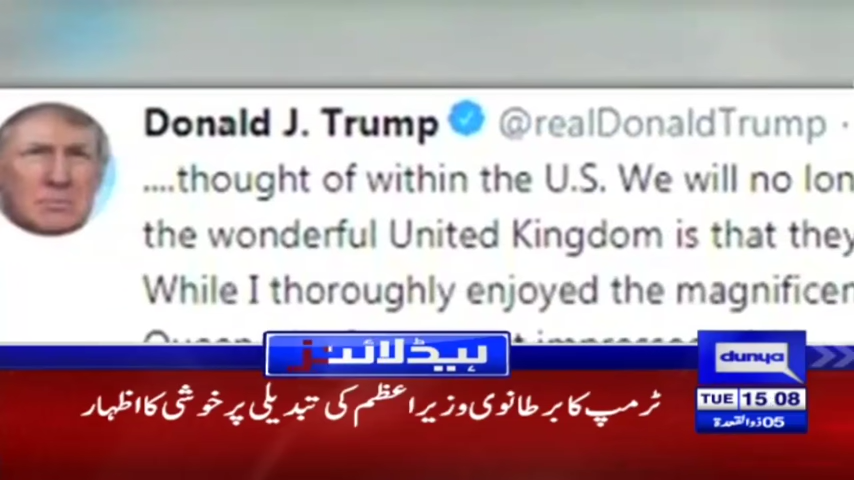 Donald J. Trump @realDonaldTrump ·
....thought of within the U.S. We will no lon
the wonderful United Kingdom is that they
While I thoroughly enjoyed the magnificen
ہیڈلائنز
ٹرمپ کا برطانوی وزیراعظم کی تبدیلی پر خوشی کا اظہار
dunya
TUE 15 08
05 ذوالقعدة